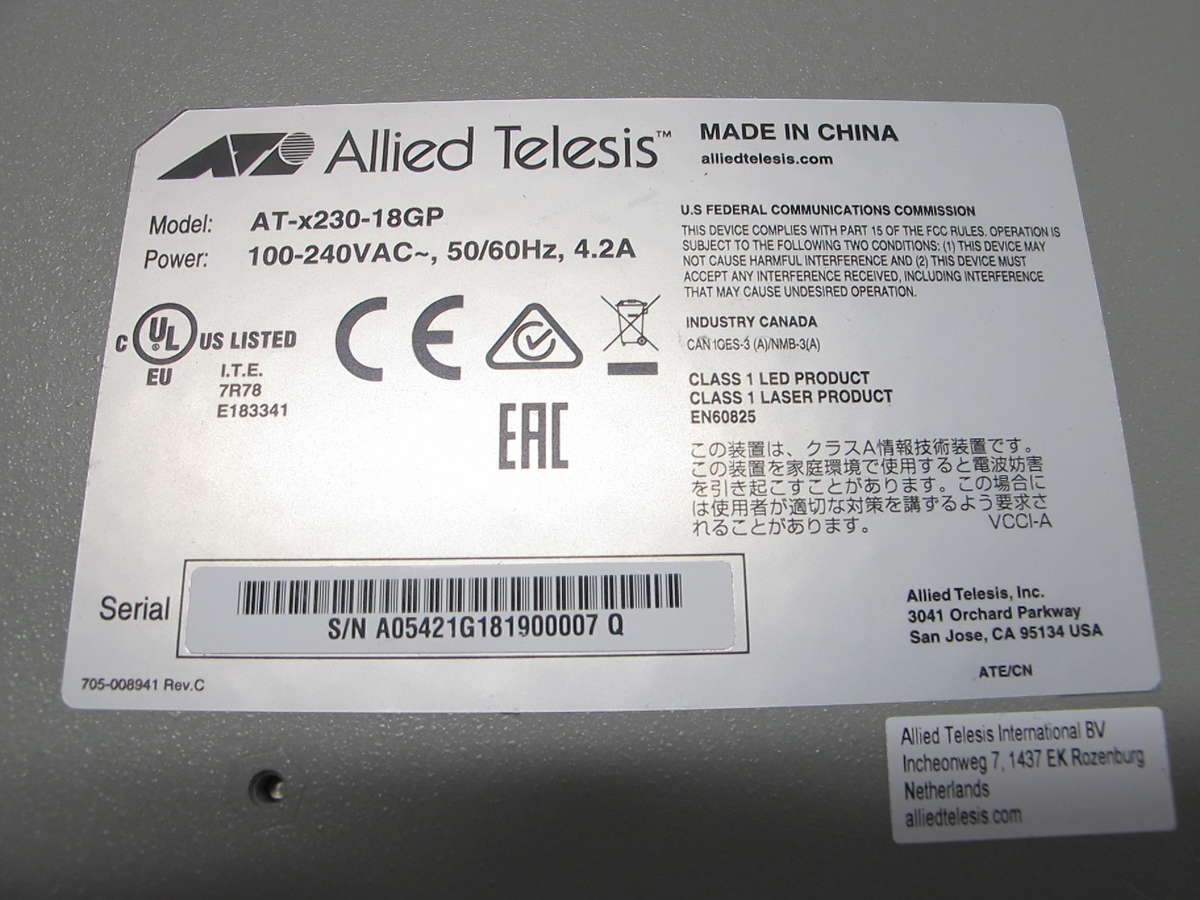 Allied Telesis™
MADE IN CHINA
alliedtelesis.com
Model: AT-x230-18GP
Power: 100-240VAC~, 50/60Hz, 4.2A
U.S FEDERAL COMMUNICATIONS COMMISSION
THIS DEVICE COMPLIES WITH PART 15 OF THE FCC RULES. OPERATION IS
SUBJECT TO THE FOLLOWING TWO CONDITIONS: (1) THIS DEVICE MAY
NOT CAUSE HARMFUL INTERFERENCE AND (2) THIS DEVICE MUST
ACCEPT ANY INTERFERENCE RECEIVED, INCLUDING INTERFERENCE
THAT MAY CAUSE UNDESIRED OPERATION.
C UL US LISTED
EU
I.T.E.
7R78
E183341
CE
EAC
INDUSTRY CANADA
CAN ICES-3 (A)/NMB-3(A)
CLASS 1 LED PRODUCT
CLASS 1 LASER PRODUCT
EN60825
この装置は、クラスA情報技術装置です。
この装置を家庭環境で使用すると電波妨害
を引き起こすことがあります。この場合に
は使用者が適切な対策を講ずるよう要求さ
れることがあります。 VCCI-A
Serial
S/N A05421G181900007 Q
705-008941 Rev.C
Allied Telesis, Inc.
3041 Orchard Parkway
San Jose, CA 95134 USA
ATE/CN
Allied Telesis International BV
Incheonweg 7, 1437 EK Rozenburg
Netherlands
alliedtelesis.com